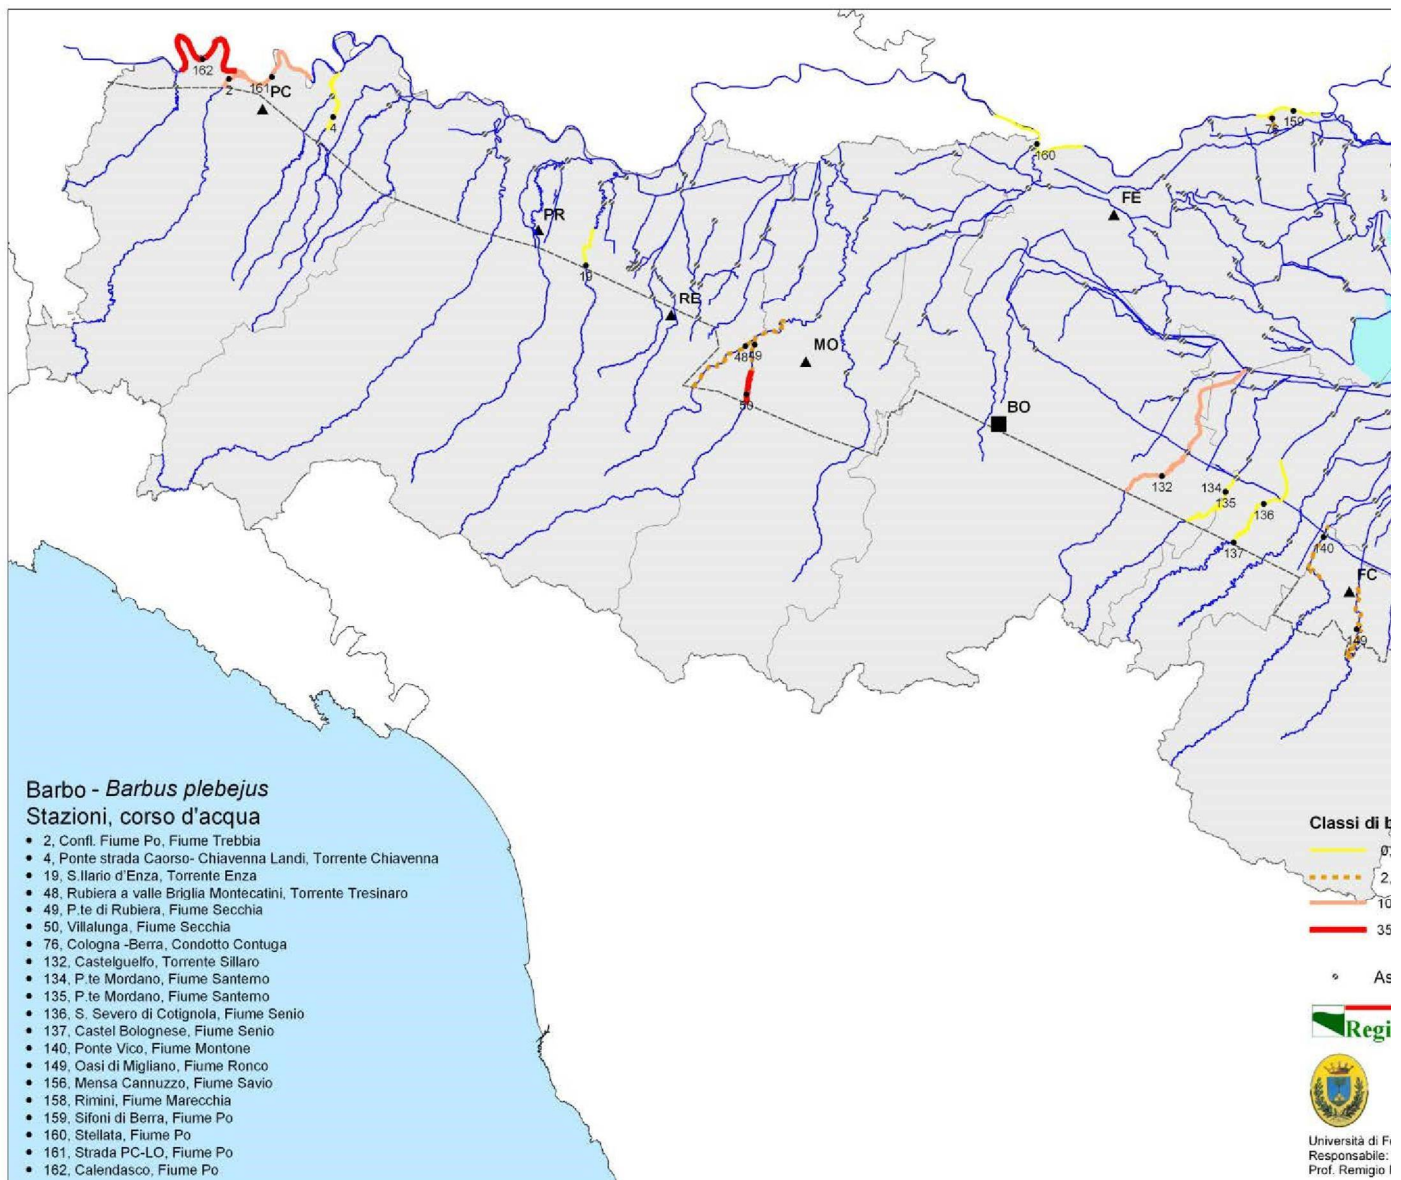 162
2
161
PC
4
160
76
159
FE
PR
19
RE
48
49
MO
50
BO
132
134
135
136
137
140
FC
149
Barbo - Barbus plebejus
Stazioni, corso d'acqua
• 2, Confl. Fiume Po, Fiume Trebbia
• 4, Ponte strada Caorso- Chiavenna Landi, Torrente Chiavenna
• 19, S.Ilario d'Enza, Torrente Enza
• 48, Rubiera a valle Briglia Montecatini, Torrente Tresinaro
• 49, P.te di Rubiera, Fiume Secchia
• 50, Villalunga, Fiume Secchia
• 76, Cologna -Berra, Condotto Contuga
• 132, Castelguelfo, Torrente Sillaro
• 134, P.te Mordano, Fiume Santerno
• 135, P.te Mordano, Fiume Santerno
• 136, S. Severo di Cotignola, Fiume Senio
• 137, Castel Bolognese, Fiume Senio
• 140, Ponte Vico, Fiume Montone
• 149, Oasi di Migliano, Fiume Ronco
• 156, Mensa Cannuzzo, Fiume Savio
• 158, Rimini, Fiume Marecchia
• 159, Sifoni di Berra, Fiume Po
• 160, Stellata, Fiume Po
• 161, Strada PC-LO, Fiume Po
• 162, Calendasco, Fiume Po
Classi di b
0,
2,
10
35
As
Regi
Università di Fe
Responsabile:
Prof. Remigio